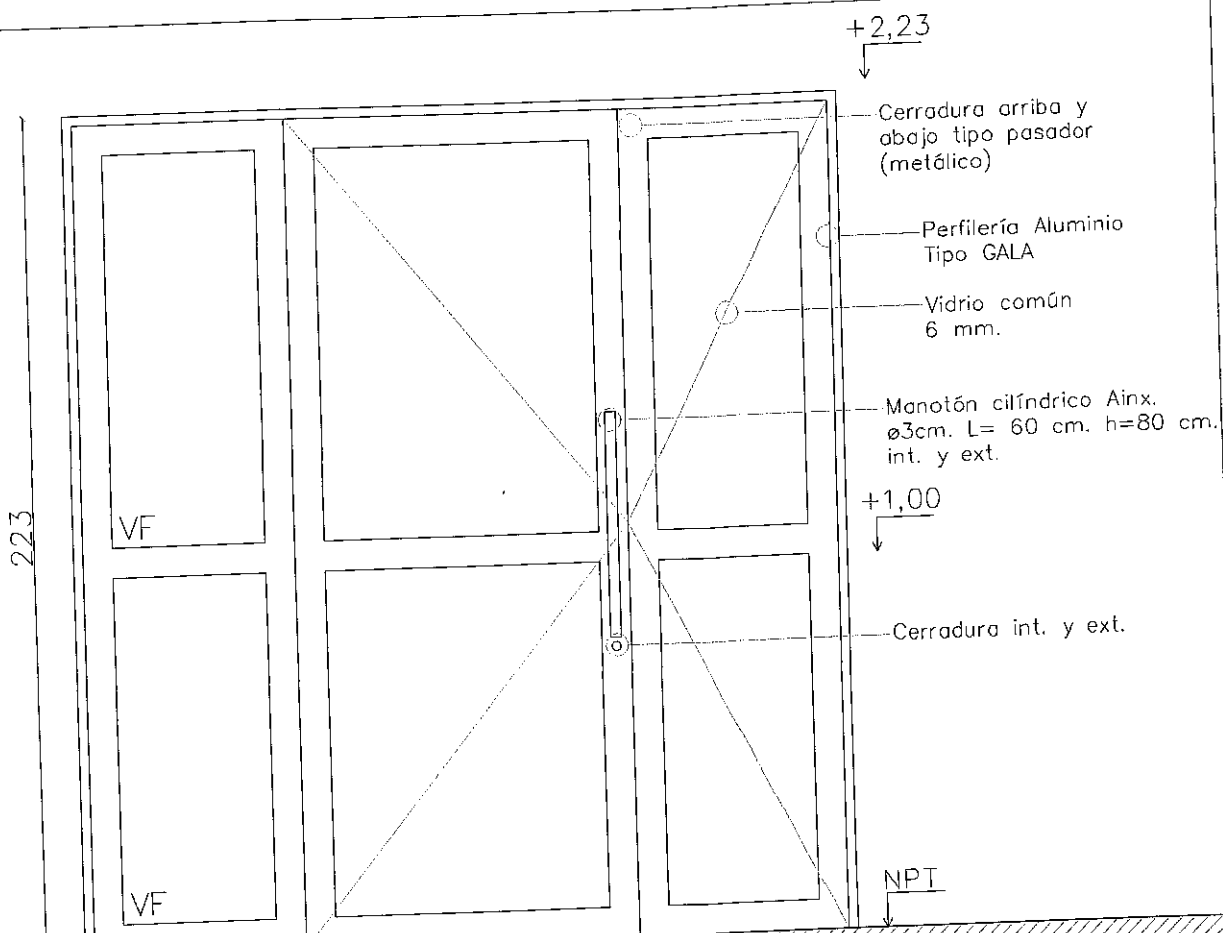 +2,23
Cerradura arriba y
abajo tipo pasador
(metálico)
Perfilería Aluminio
Tipo GALA
Vidrio común
6 mm.
Manotón cilíndrico Ainx.
ø3cm. L= 60 cm. h=80 cm.
int. y ext.
+1,00
223
VF
Cerradura int. y ext.
NPT
VF